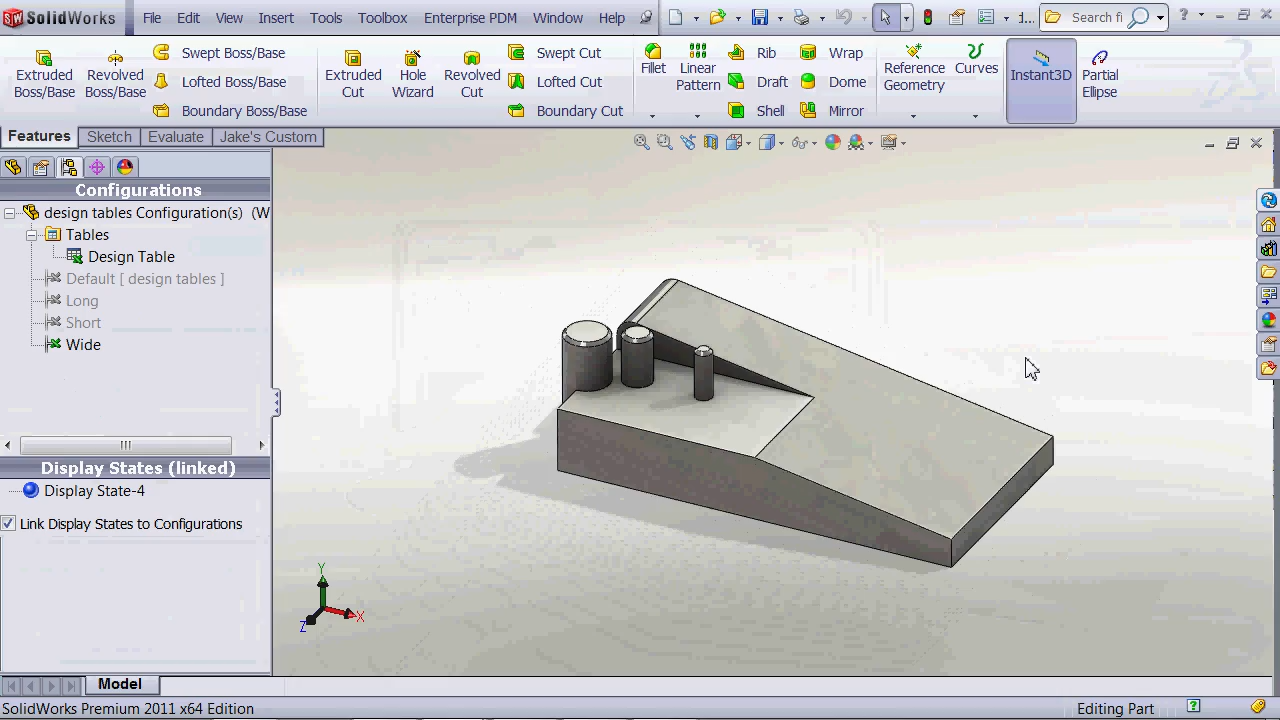 SolidWorks File Edit View Insert Tools Toolbox Enterprise PDM Window Help 1... Search fi ?
Extruded Boss/Base
Revolved Boss/Base
Swept Boss/Base
Lofted Boss/Base
Boundary Boss/Base
Extruded Cut
Hole Wizard
Revolved Cut
Swept Cut
Lofted Cut
Boundary Cut
Fillet
Linear Pattern
Rib
Draft
Shell
Wrap
Dome
Mirror
Reference Geometry
Curves
Instant3D
Partial Ellipse
Features Sketch Evaluate Jake's Custom
Configurations
design tables Configuration(s) (W
Tables
Design Table
Default [ design tables ]
Long
Short
Wide
Display States (linked)
Display State-4
Link Display States to Configurations
Y
X
Z
Model
SolidWorks Premium 2011 x64 Edition
Editing Part